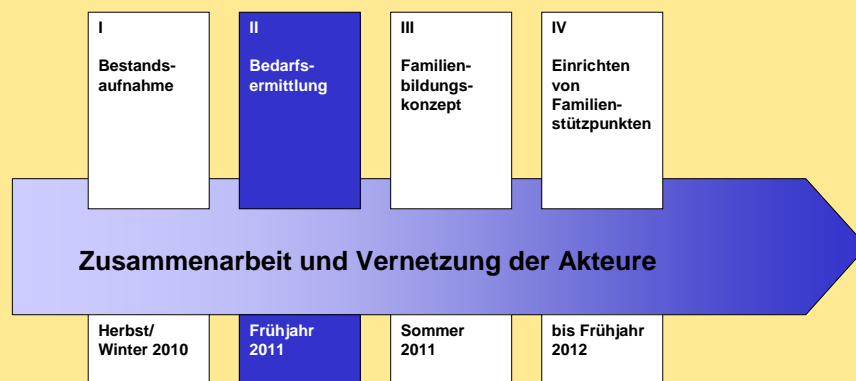 I
Bestands-
aufnahme
II
Bedarfs-
ermittlung
III
Familien-
bildungs-
konzept
IV
Einrichten
von
Familien-
stützpunkten
Zusammenarbeit und Vernetzung der Akteure
Herbst/
Winter 2010
Frühjahr
2011
Sommer
2011
bis Frühjahr
2012